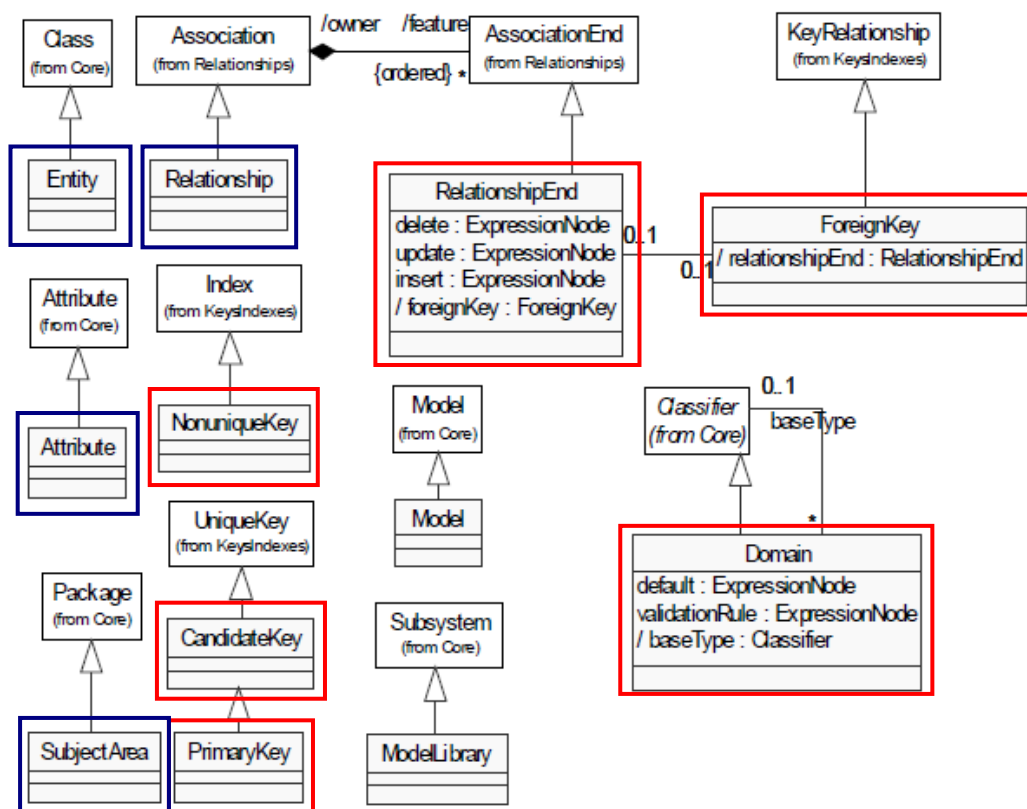 Class
(from Core)
Association
(from Relationships)
/owner
/feature
{ordered}
*
AssociationEnd
(from Relationships)
KeyRelationship
(from KeysIndexes)
Entity
Relationship
RelationshipEnd
delete : ExpressionNode
update : ExpressionNode
insert : ExpressionNode
/ foreignKey : ForeignKey
0..1
0..1
ForeignKey
/ relationshipEnd : RelationshipEnd
Attribute
(from Core)
Index
(from KeysIndexes)
Attribute
NonuniqueKey
Model
(from Core)
Model
Classifier
(from Core)
0..1
baseType
*
Domain
default : ExpressionNode
validationRule : ExpressionNode
/ baseType : Classifier
UniqueKey
(from KeysIndexes)
Package
(from Core)
CandidateKey
Subsystem
(from Core)
SubjectArea
PrimaryKey
ModelLibrary